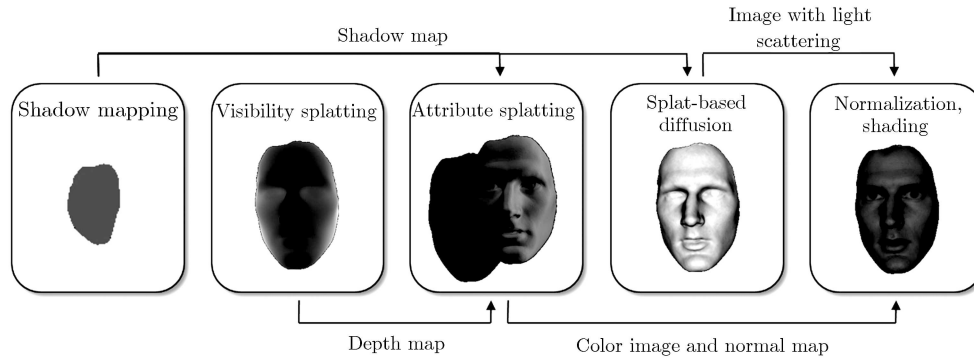 Image with light
scattering
Shadow map
Shadow mapping
Visibility splatting
Attribute splatting
Splat-based
diffusion
Normalization,
shading
Depth map
Color image and normal map